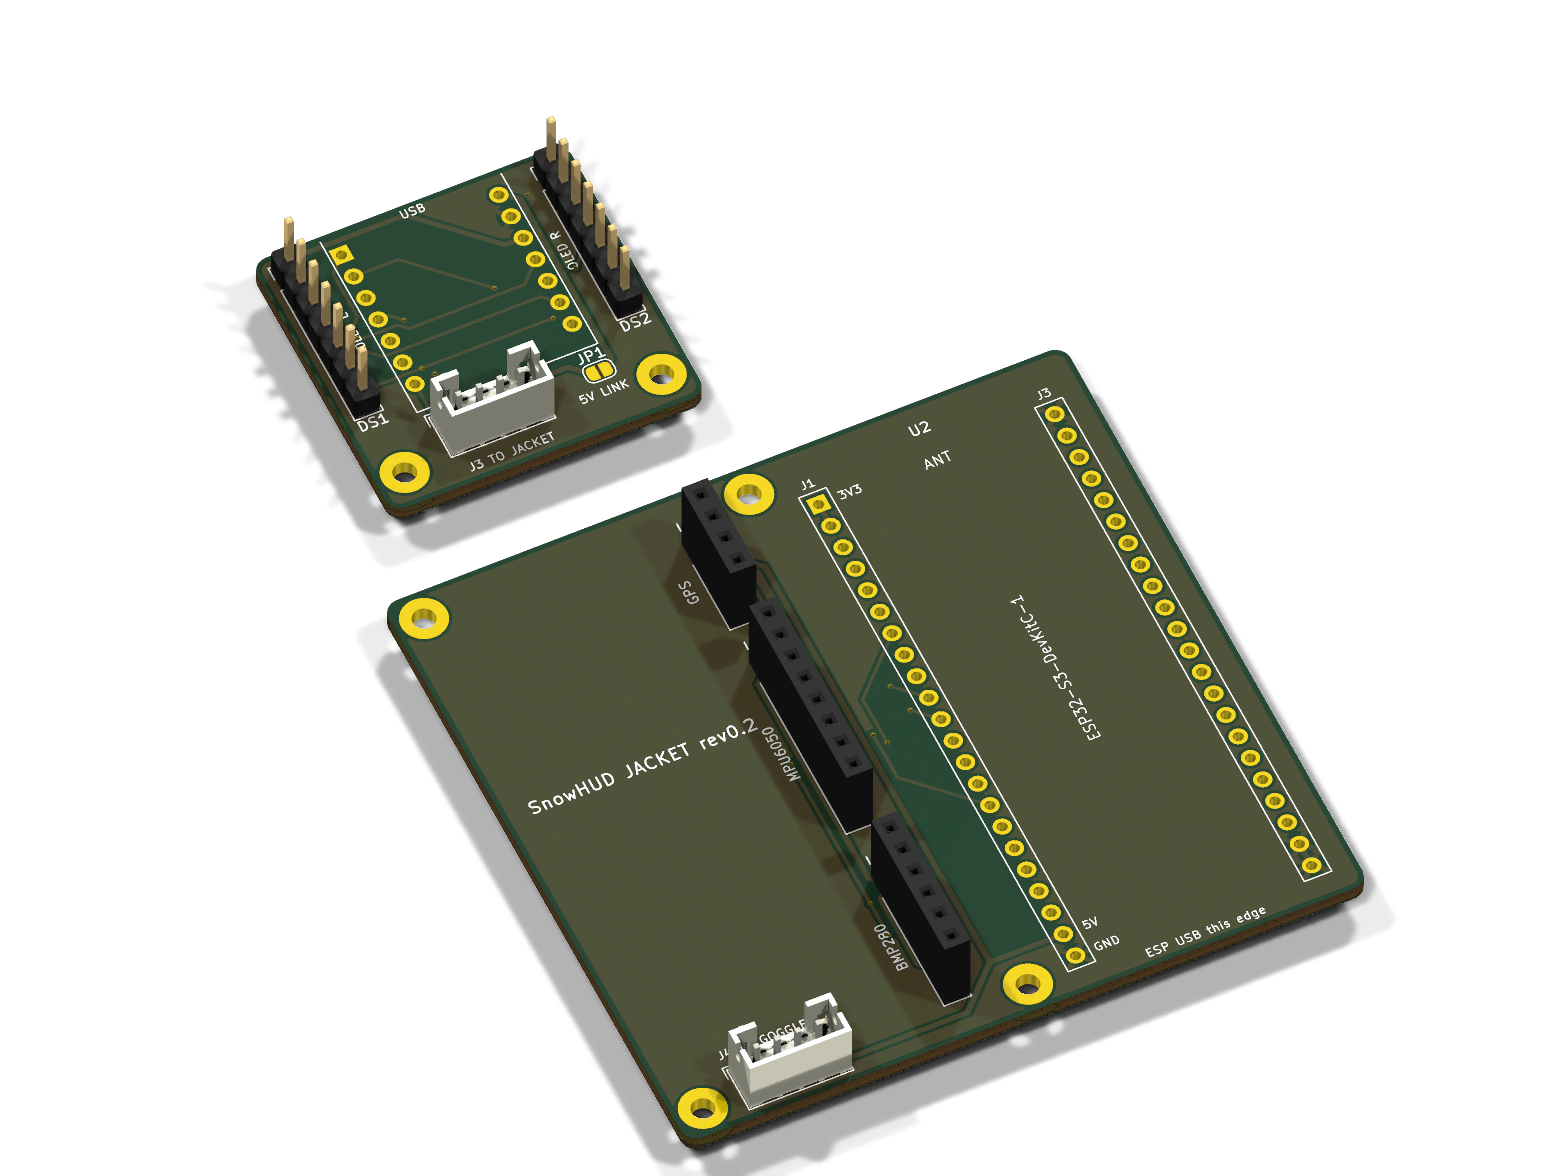 USB
OLED R
DS2
DS1
JP1
5V LINK
J3 TO JACKET
U2
ANT
J3
J1
3V3
GPS
ESP32-S3-DevKitC-1
SnowHUD JACKET rev0.2
MPU6050
BMP280
5V
GND
ESP USB this edge
GOGGLE